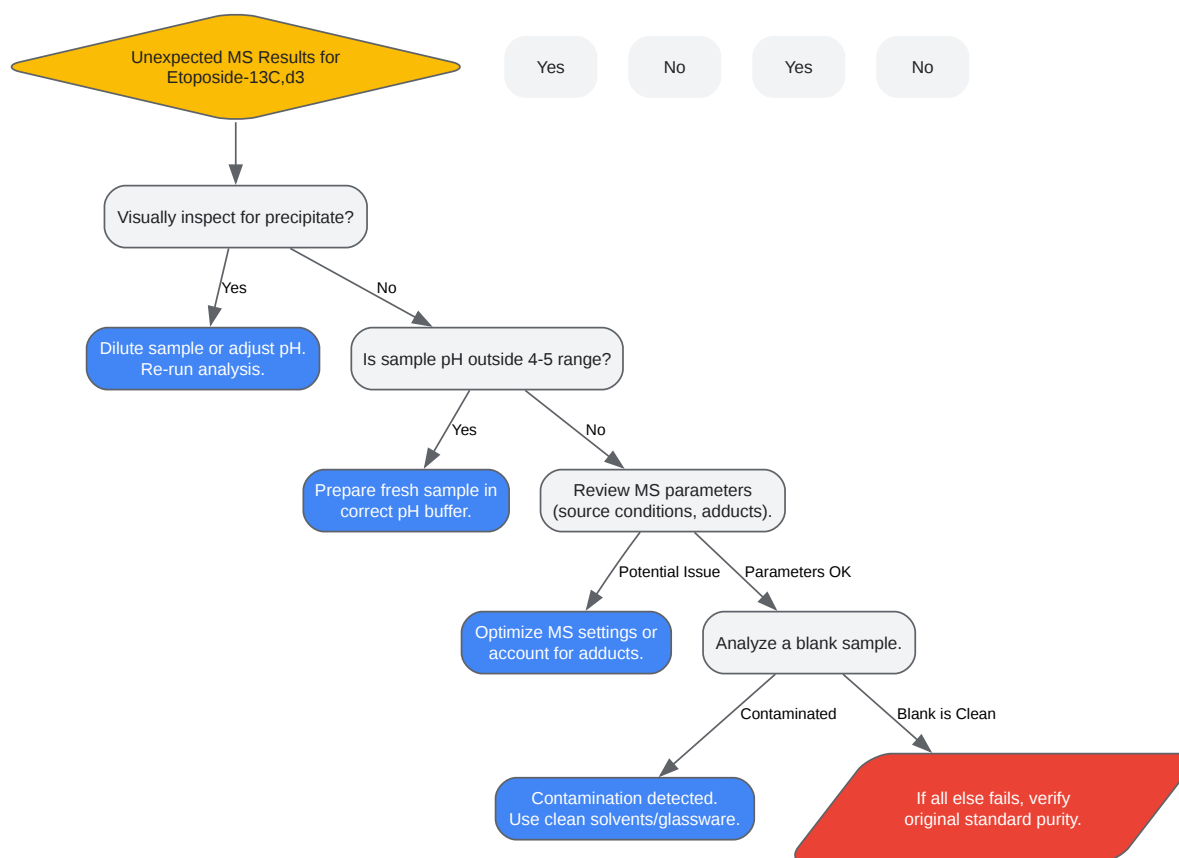 Unexpected MS Results for
Etoposide-13C,d3
Yes
No
Yes
No
Visually inspect for precipitate?
Yes
No
Dilute sample or adjust pH.
Re-run analysis.
Is sample pH outside 4-5 range?
Yes
No
Prepare fresh sample in
correct pH buffer.
Review MS parameters
(source conditions, adducts).
Potential Issue
Parameters OK
Optimize MS settings or
account for adducts.
Analyze a blank sample.
Contaminated
Blank is Clean
Contamination detected.
Use clean solvents/glassware.
If all else fails, verify
original standard purity.